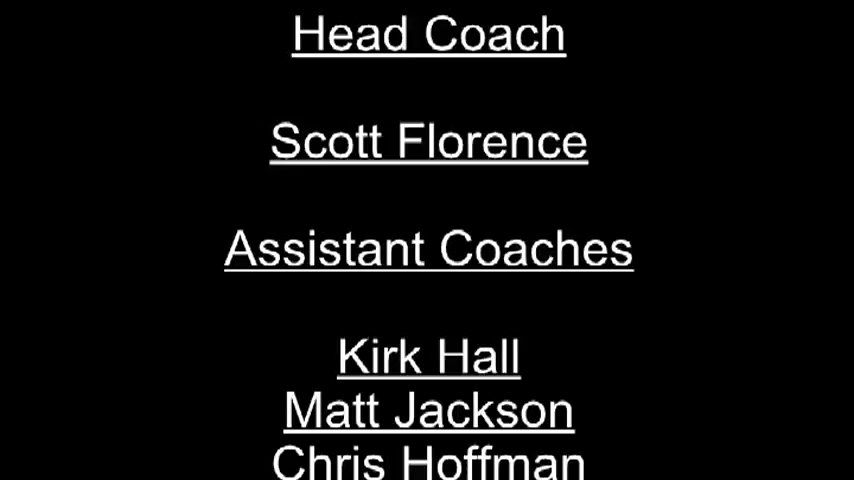 Head Coach
Scott Florence
Assistant Coaches
Kirk Hall
Matt Jackson
Chris Hoffman